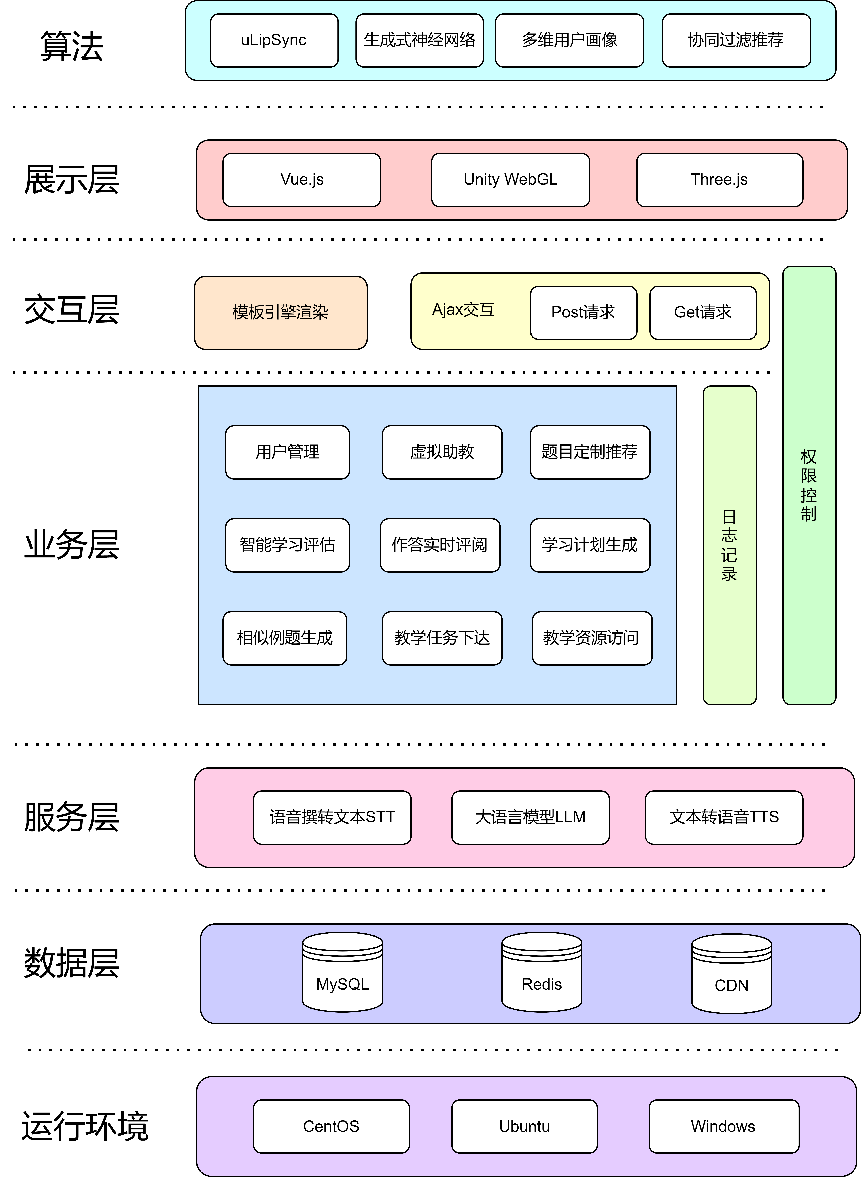 算法
uLipSync
生成式神经网络
多维用户画像
协同过滤推荐
展示层
Vue.js
Unity WebGL
Three.js
交互层
模板引擎渲染
Ajax交互
Post请求
Get请求
权限控制
业务层
用户管理
虚拟助教
题目定制推荐
智能学习评估
作答实时评阅
学习计划生成
相似例题生成
教学任务下达
教学资源访问
日志记录
服务层
语音撰转文本STT
大语言模型LLM
文本转语音TTS
数据层
MySQL
Redis
CDN
运行环境
CentOS
Ubuntu
Windows